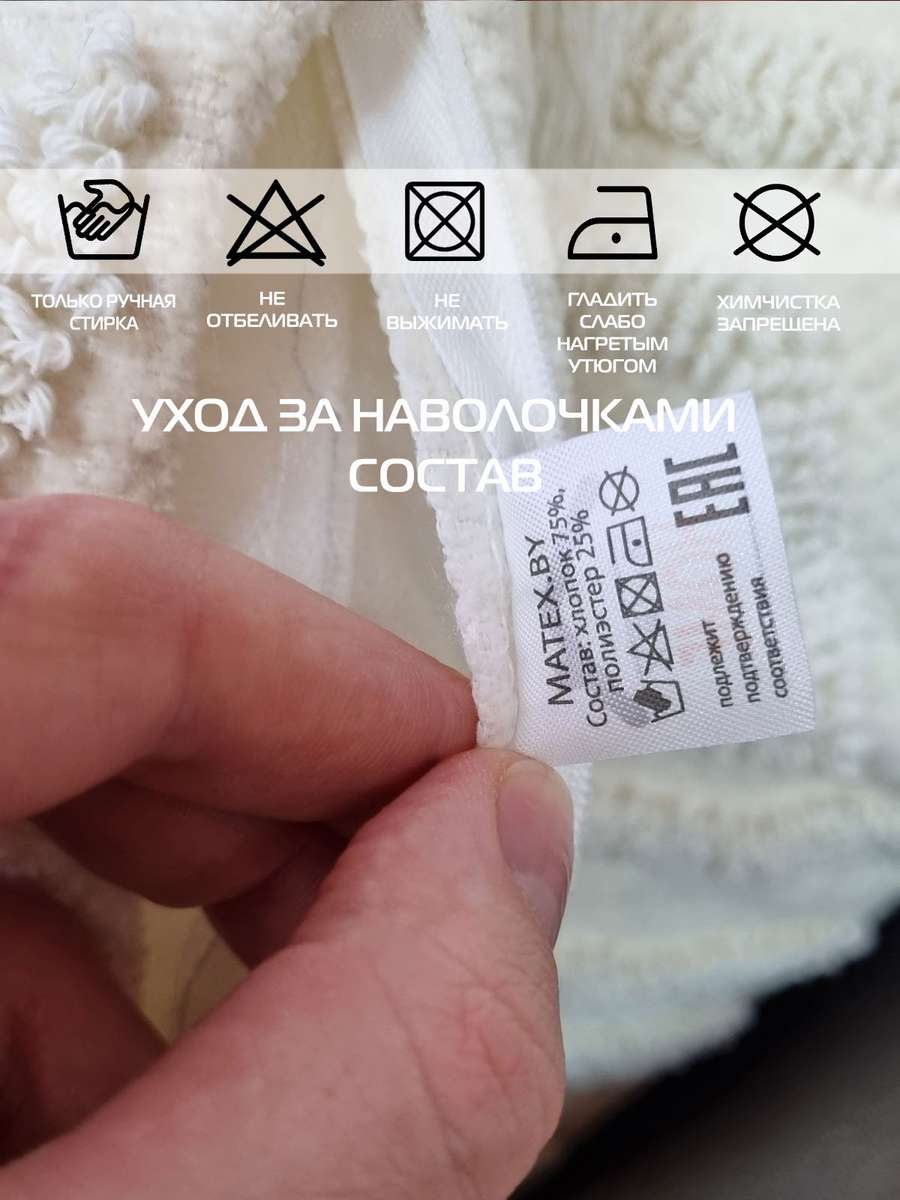 ТОЛЬКО РУЧНАЯ
СТИРКА
НЕ
ОТБЕЛИВАТЬ
НЕ
ВЫЖИМАТЬ
ГЛАДИТЬ
СЛАБО
НАГРЕТЫМ
УТЮГОМ
ХИМЧИСТКА
ЗАПРЕЩЕНА
УХОД ЗА НАВОЛОЧКАМИ
СОСТАВ
MATEX.BY
Состав: хлопок 75%,
полиэстер 25%
EAC
подлежит
подтверждению
соответствия